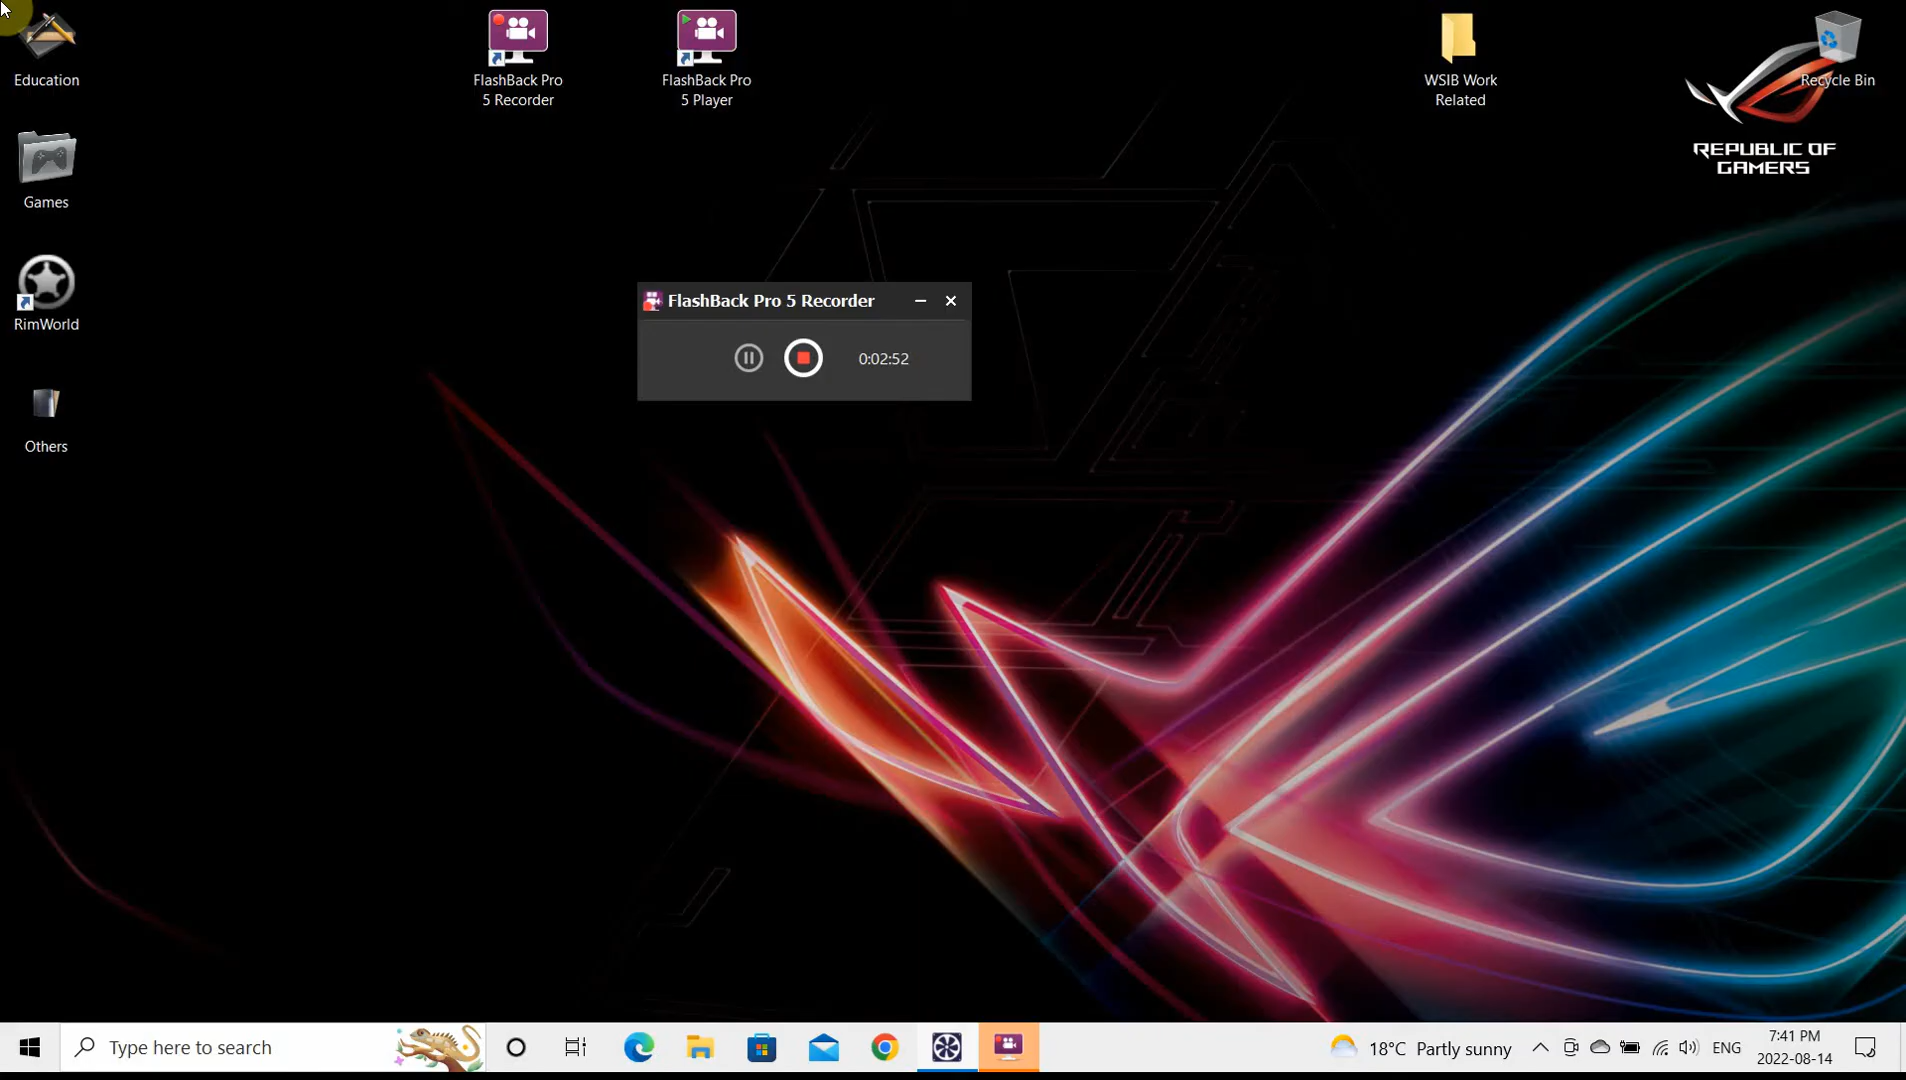 Education
FlashBack Pro
5 Recorder
FlashBack Pro
5 Player
WSIB Work
Related
Recycle Bin
REPUBLIC OF
GAMERS
Games
RimWorld
Others
FlashBack Pro 5 Recorder
0:02:52
Type here to search
18°C Partly sunny
ENG
7:41 PM
2022-08-14